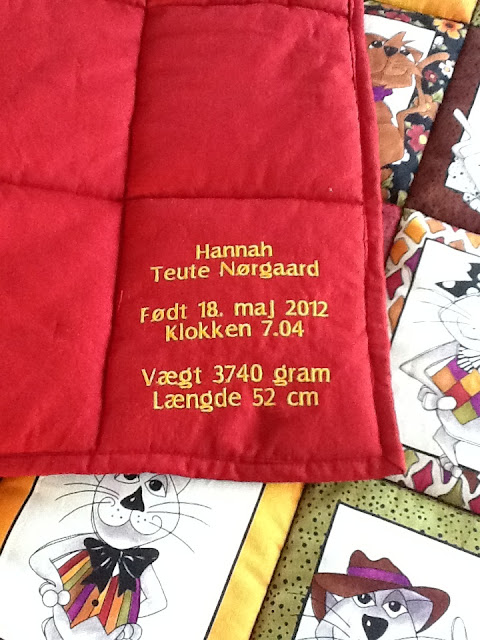 Hannah
Teute Nørgaard
Født 18. maj 2012
Klokken 7.04
Vægt 3740 gram
Længde 52 cm